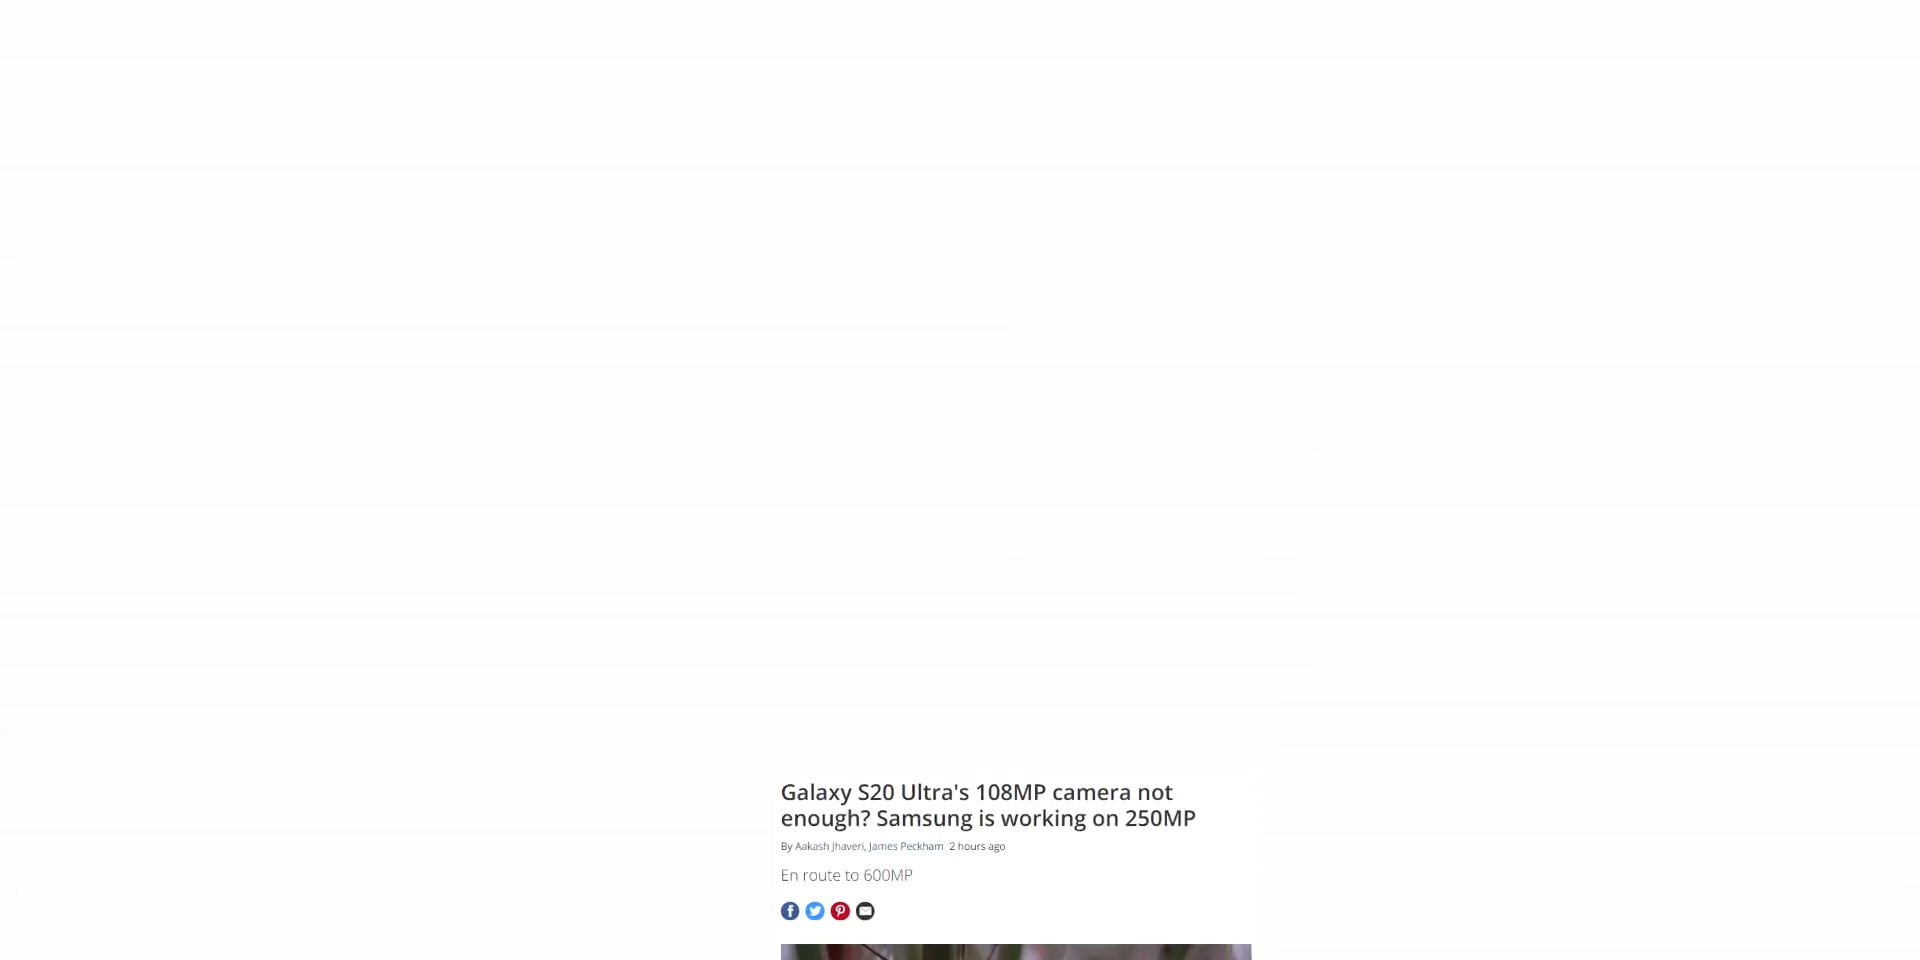 Galaxy S20 Ultra's 108MP camera not
enough? Samsung is working on 250MP
By Aakash Jhaveri, James Peckham 2 hours ago
En route to 600MP